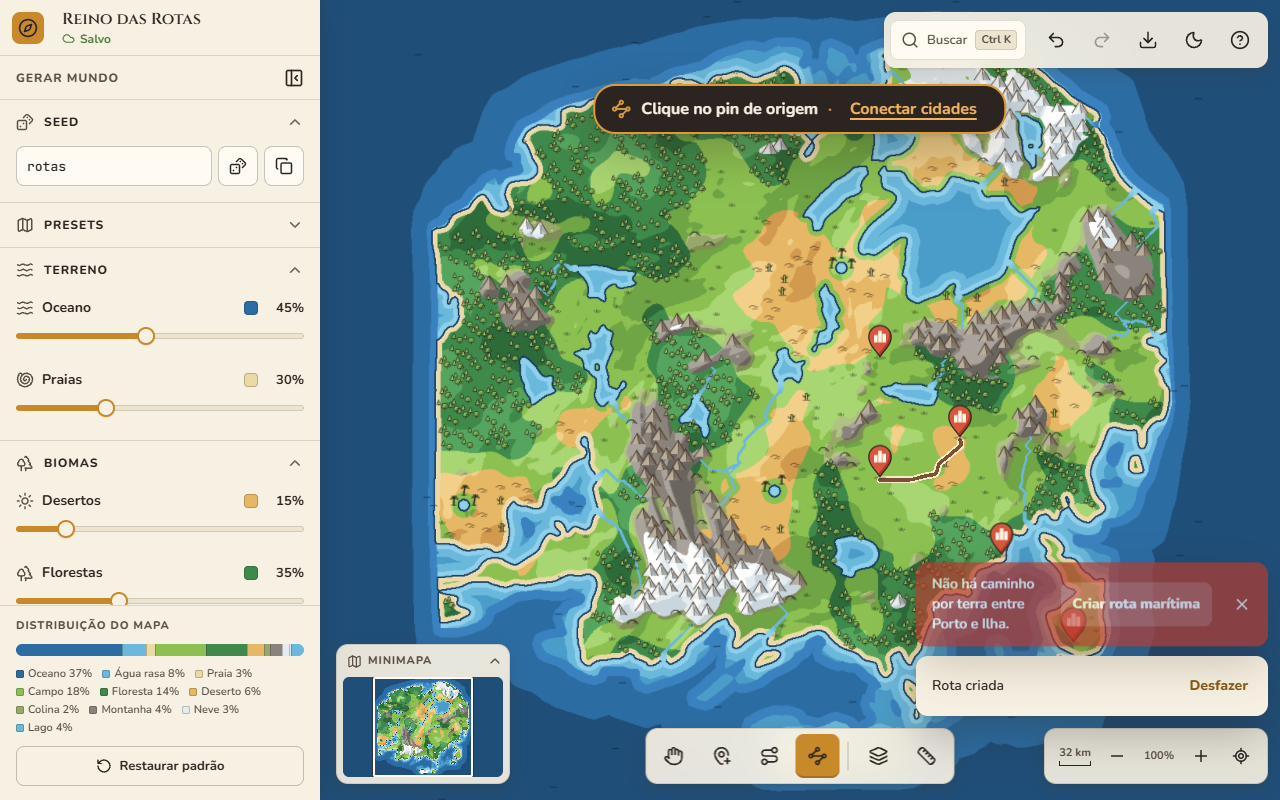 Reino das Rotas
Salvo
GERAR MUNDO
SEED
rotas
PRESETS
TERRENO
Oceano 45%
Praias 30%
BIOMAS
Desertos 15%
Florestas 35%
DISTRIBUIÇÃO DO MAPA
Oceano 37% Água rasa 8% Praia 3%
Campo 18% Floresta 14% Deserto 6%
Colina 2% Montanha 4% Neve 3%
Lago 4%
Restaurar padrão
Buscar Ctrl K
Clique no pin de origem · Conectar cidades
Não há caminho
por terra entre
Porto e Ilha.
Criar rota marítima
Rota criada Desfazer
MINIMAPA
32 km
100%